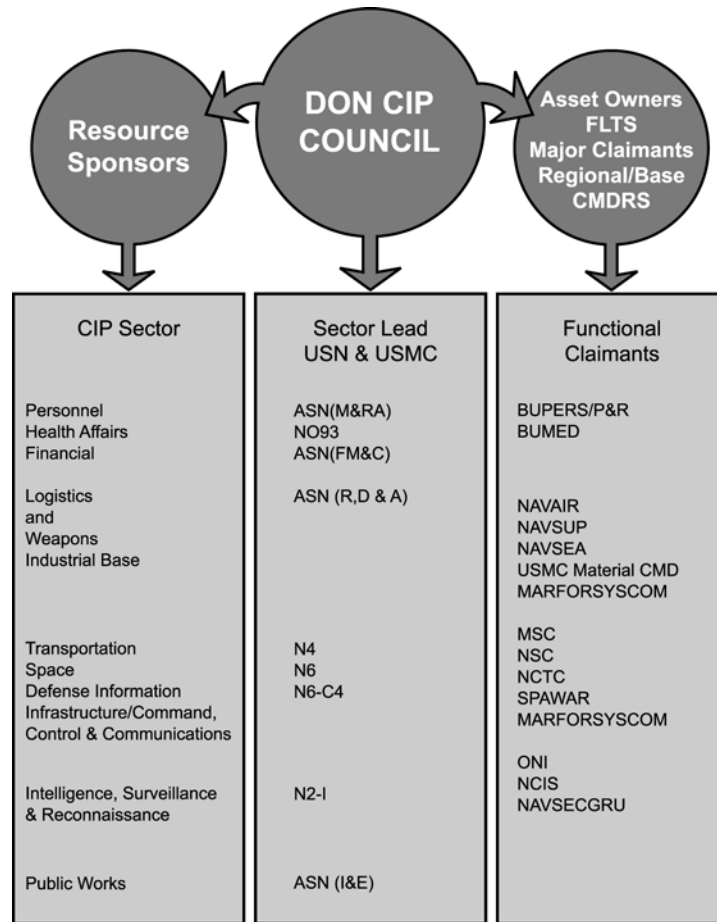 Resource
Sponsors
DON CIP
COUNCIL
Asset Owners
FLTS
Major Claimants
Regional/Base
CMDRS
CIP Sector
Personnel
Health Affairs
Financial
Logistics
and
Weapons
Industrial Base
Transportation
Space
Defense Information
Infrastructure/Command,
Control & Communications
Intelligence, Surveillance
& Reconnaissance
Public Works
Sector Lead
USN & USMC
ASN(M&RA)
NO93
ASN(FM&C)
ASN (R,D & A)
N4
N6
N6-C4
N2-I
ASN (I&E)
Functional
Claimants
BUPERS/P&R
BUMED
NAVAIR
NAVSUP
NAVSEA
USMC Material CMD
MARFORSYSCOM
MSC
NSC
NCTC
SPAWAR
MARFORSYSCOM
ONI
NCIS
NAVSECGRU